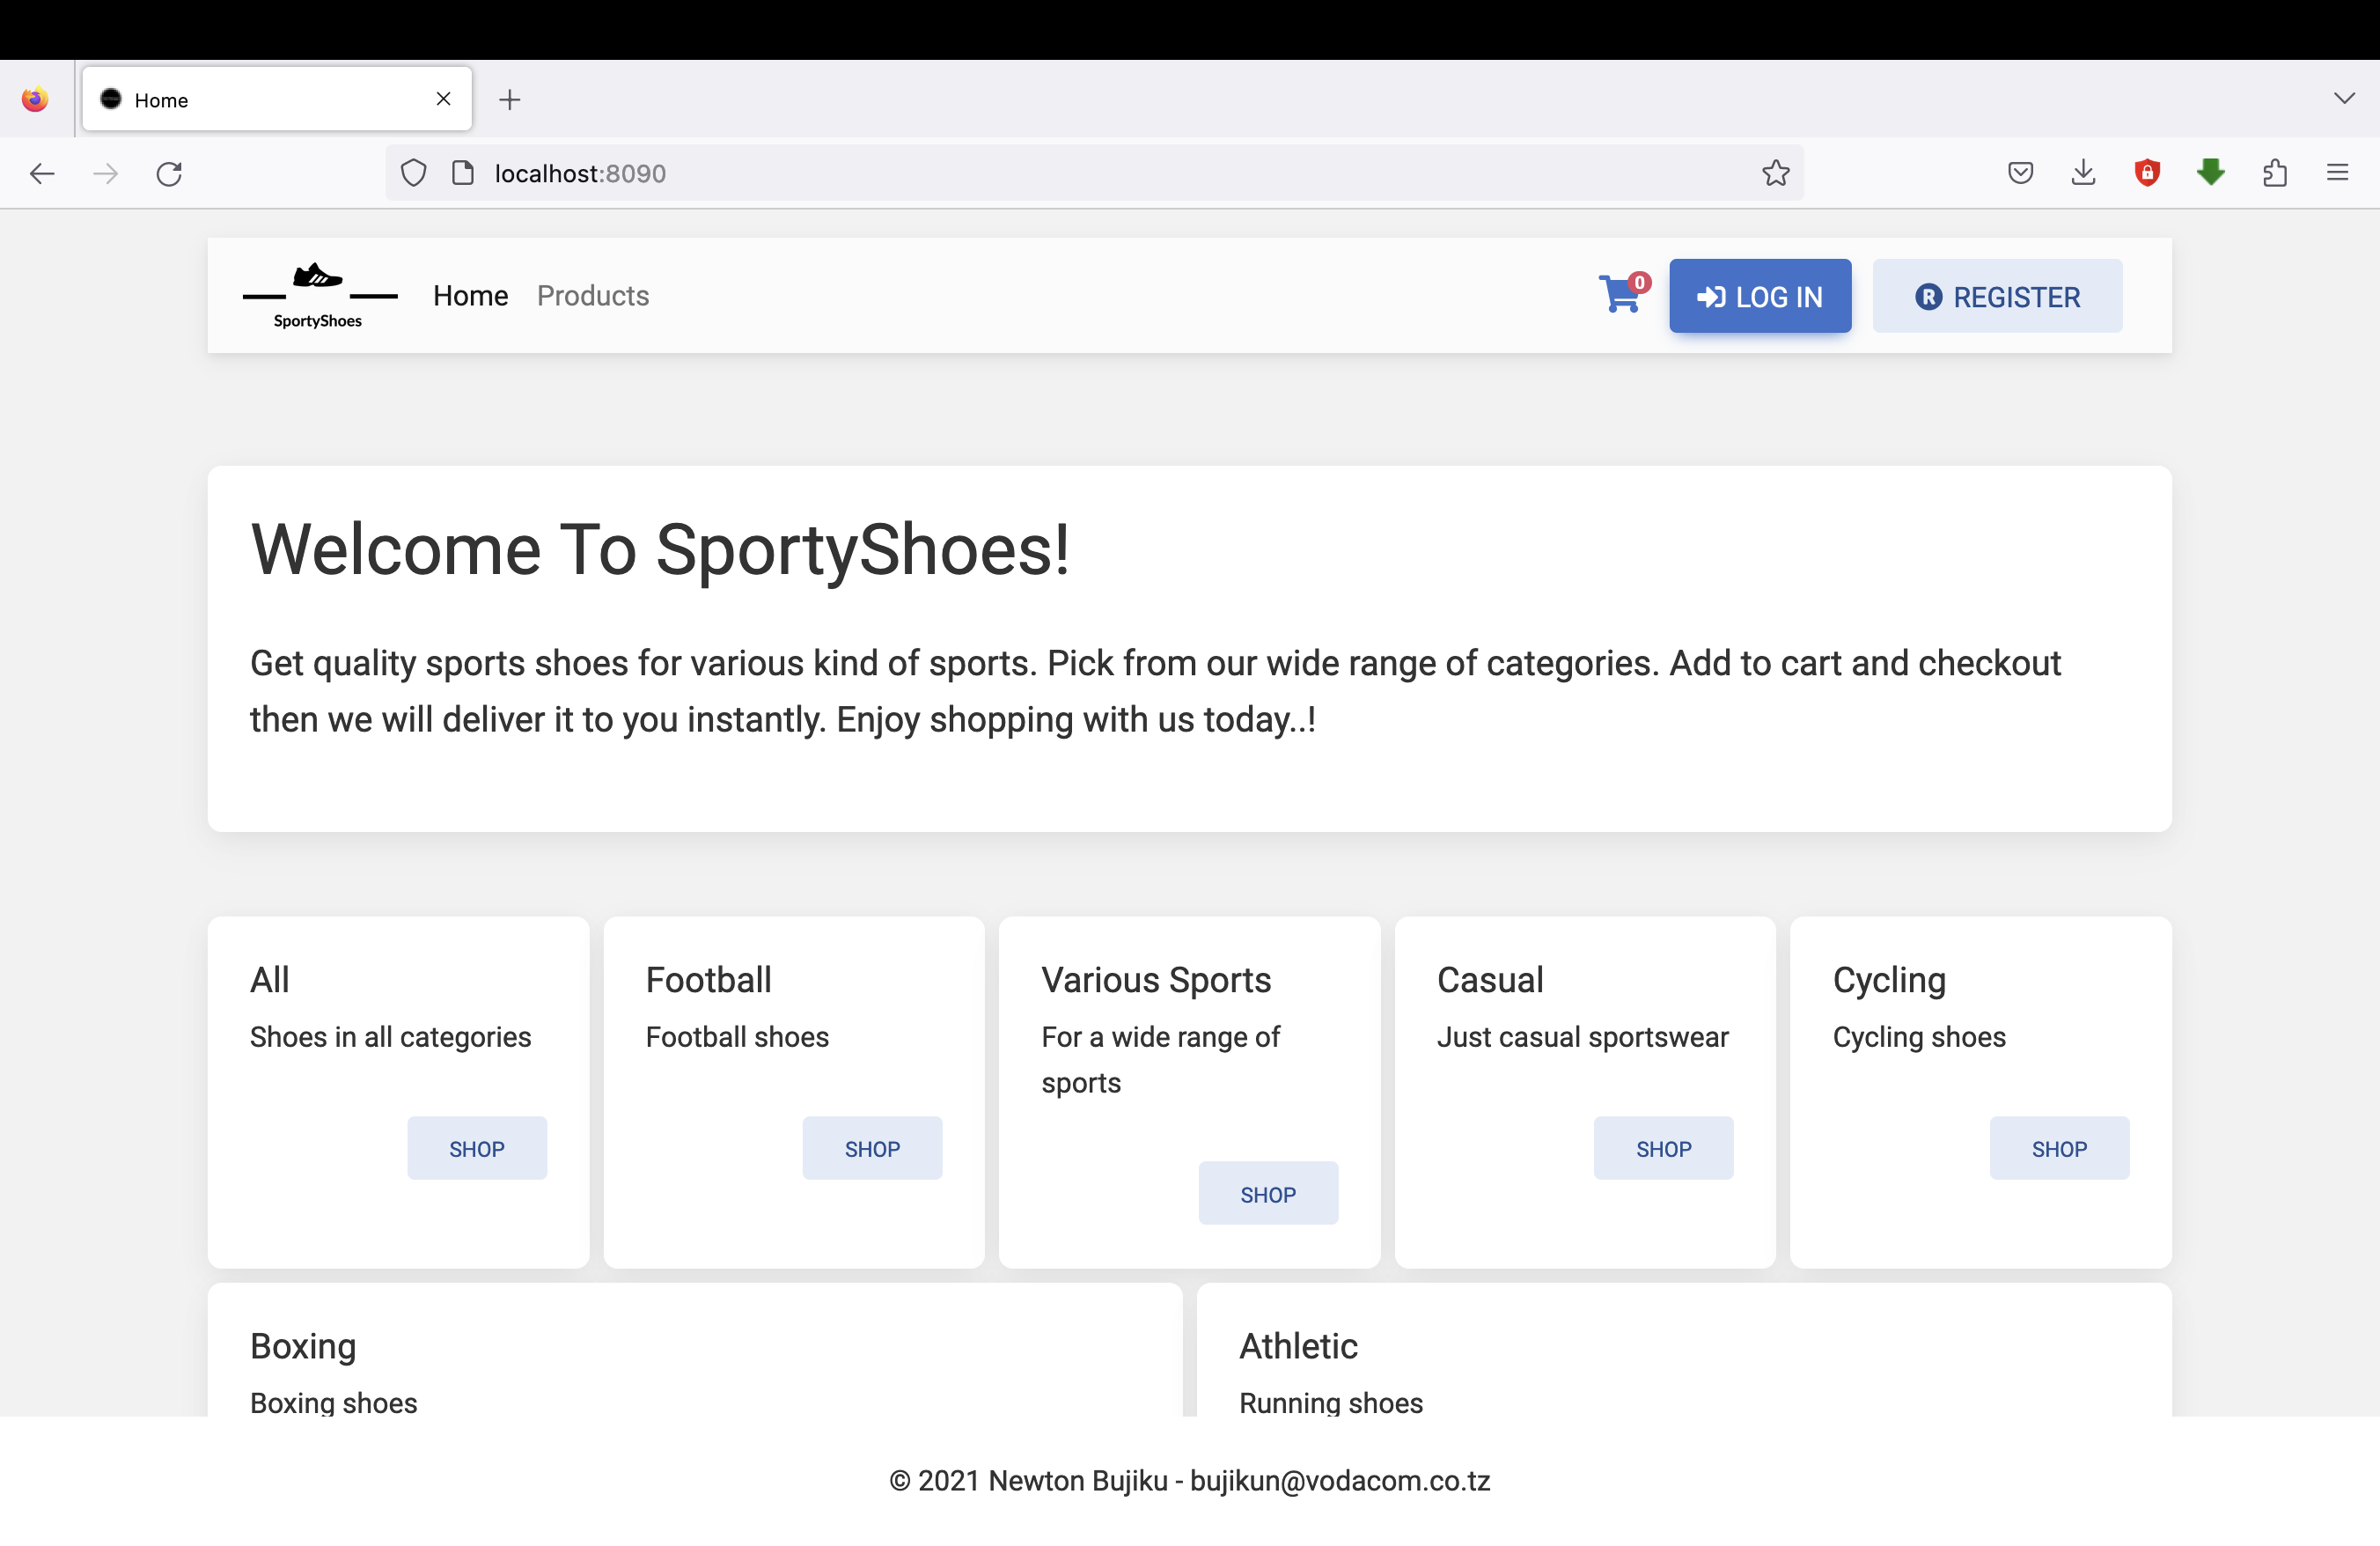 Home
localhost:8090
SportyShoes
Home
Products
0
LOG IN
R REGISTER
Welcome To SportyShoes!
Get quality sports shoes for various kind of sports. Pick from our wide range of categories. Add to cart and checkout
then we will deliver it to you instantly. Enjoy shopping with us today..!
All
Shoes in all categories
SHOP
Football
Football shoes
SHOP
Various Sports
For a wide range of
sports
SHOP
Casual
Just casual sportswear
SHOP
Cycling
Cycling shoes
SHOP
Boxing
Boxing shoes
Athletic
Running shoes
© 2021 Newton Bujiku - bujikun@vodacom.co.tz